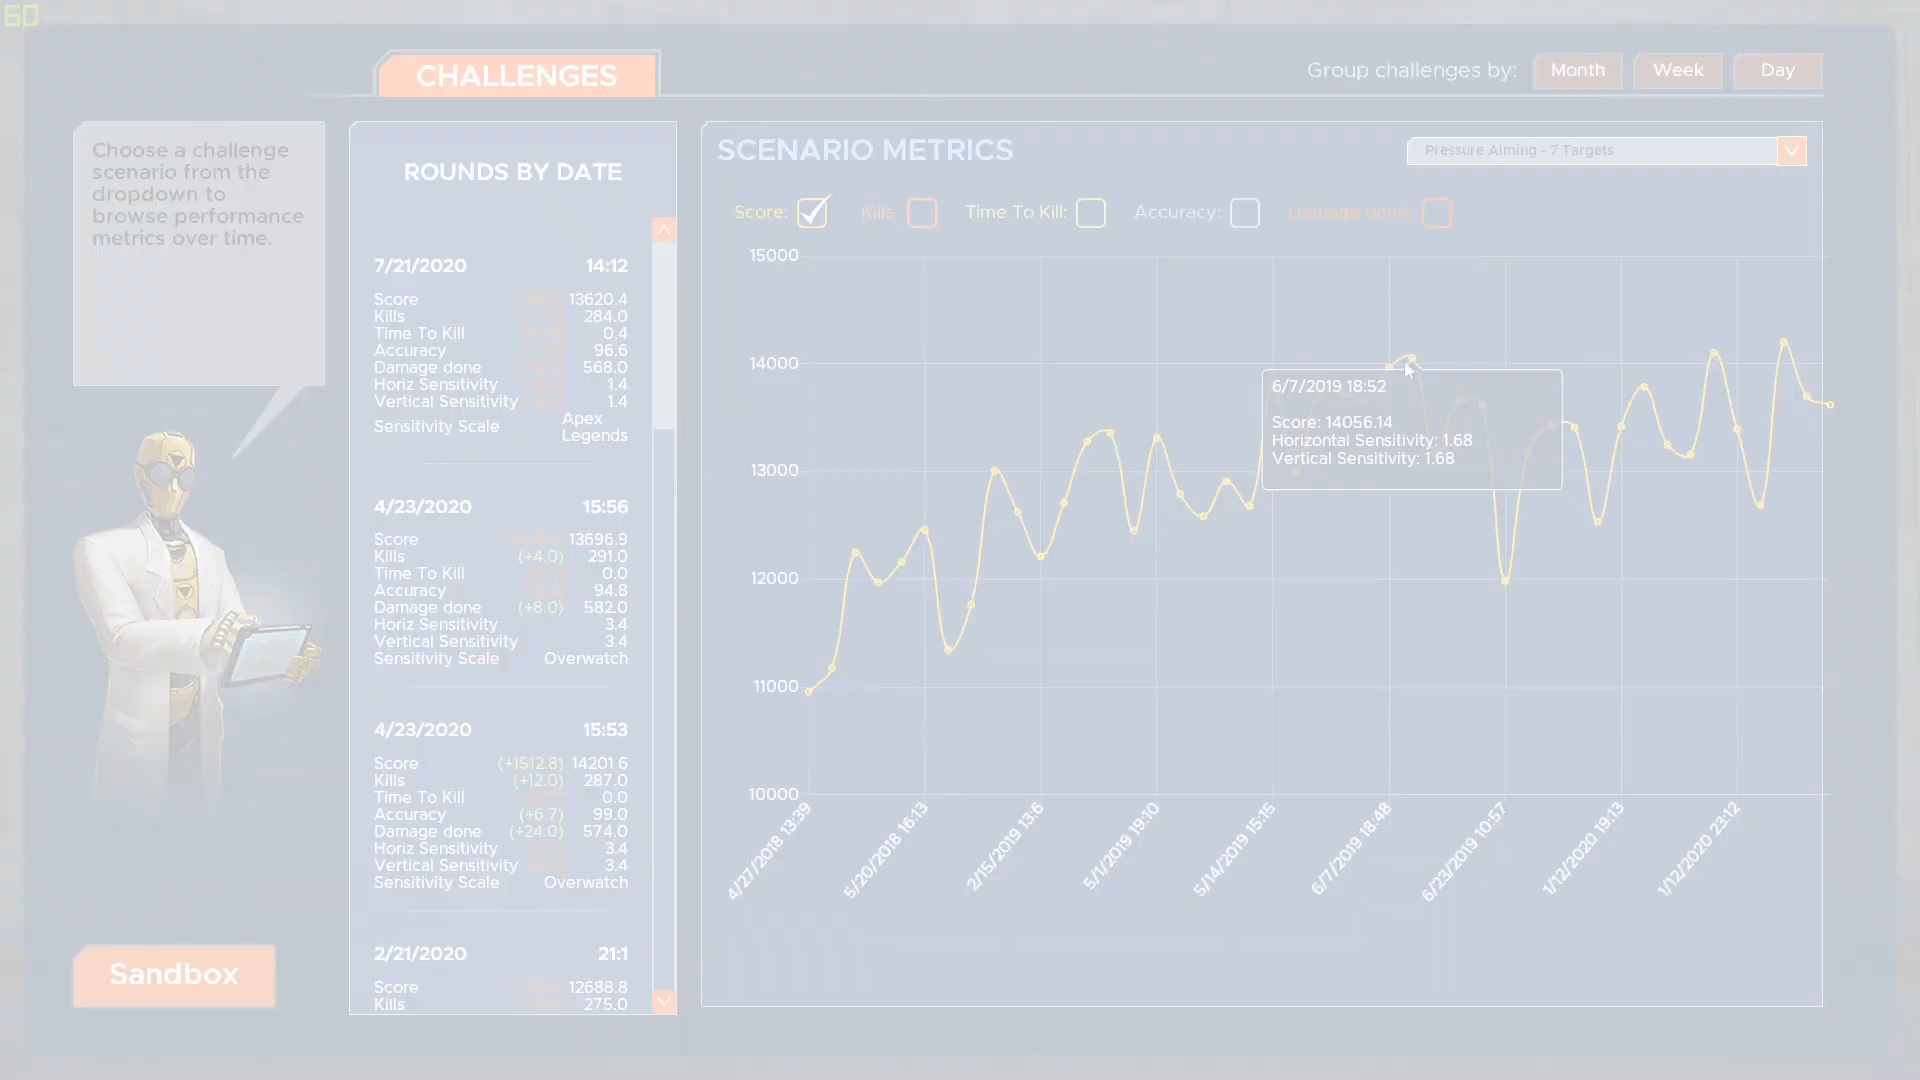 60
CHALLENGES
Group challenges by:
Month
Week
Day
Choose a challenge
scenario from the
dropdown to
browse performance
metrics over time.
Sandbox
ROUNDS BY DATE
7/21/2020 14:12
Score 13620.4
Kills 284.0
Time To Kill 0.4
Accuracy 96.6
Damage done 568.0
Horiz Sensitivity 1.4
Vertical Sensitivity 1.4
Sensitivity Scale Apex
Legends
4/23/2020 15:56
Score 13696.9
Kills (+4.0) 291.0
Time To Kill 0.0
Accuracy 94.8
Damage done (+8.0) 582.0
Horiz Sensitivity 3.4
Vertical Sensitivity 3.4
Sensitivity Scale Overwatch
4/23/2020 15:53
Score (+1512.8) 14201.6
Kills (+12.0) 287.0
Time To Kill 0.0
Accuracy (+6.7) 99.0
Damage done (+24.0) 574.0
Horiz Sensitivity 3.4
Vertical Sensitivity 3.4
Sensitivity Scale Overwatch
2/21/2020 21:1
Score 12688.8
Kills 275.0
SCENARIO METRICS
Pressure Aiming - 7 Targets
Score:
Kills
Time To Kill:
Accuracy:
Damage done:
15000
14000
13000
12000
11000
10000
6/7/2019 18:52
Score: 14056.14
Horizontal Sensitivity: 1.68
Vertical Sensitivity: 1.68
4/27/2018 13:39
5/20/2018 16:13
2/15/2019 13:6
5/1/2019 19:10
5/14/2019 15:15
6/7/2019 18:48
6/23/2019 10:57
1/12/2020 19:13
1/12/2020 23:12